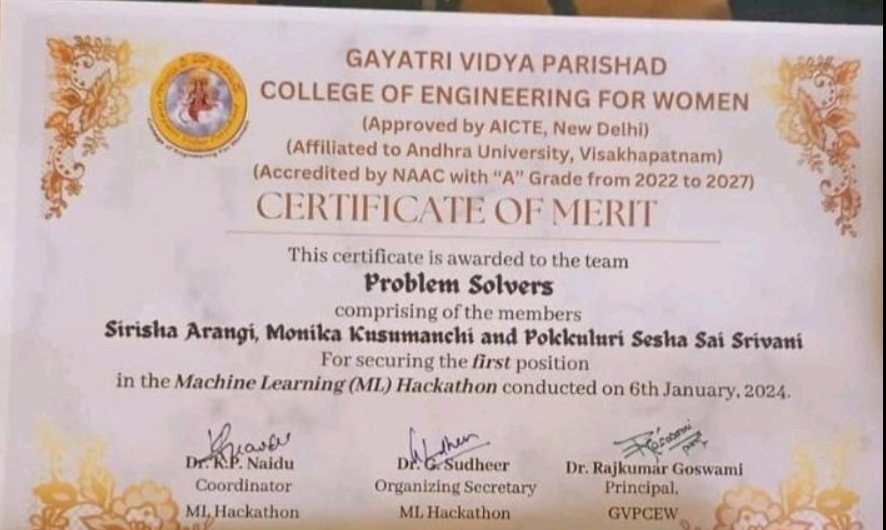 GAYATRI VIDYA PARISHAD
COLLEGE OF ENGINEERING FOR WOMEN
(Approved by AICTE, New Delhi)
(Affiliated to Andhra University, Visakhapatnam)
(Accredited by NAAC with “A” Grade from 2022 to 2027)
CERTIFICATE OF MERIT
This certificate is awarded to the team
Problem Solvers
comprising of the members
Sirisha Arangi, Monika Kusumanchi and Pokkuluri Sesha Sai Srivani
For securing the first position
in the Machine Learning (ML) Hackathon conducted on 6th January, 2024.
Dr. K.P. Naidu
Coordinator
ML Hackathon
Dr. G. Sudheer
Organizing Secretary
ML Hackathon
Dr. Rajkumar Goswami
Principal,
GVPCEW